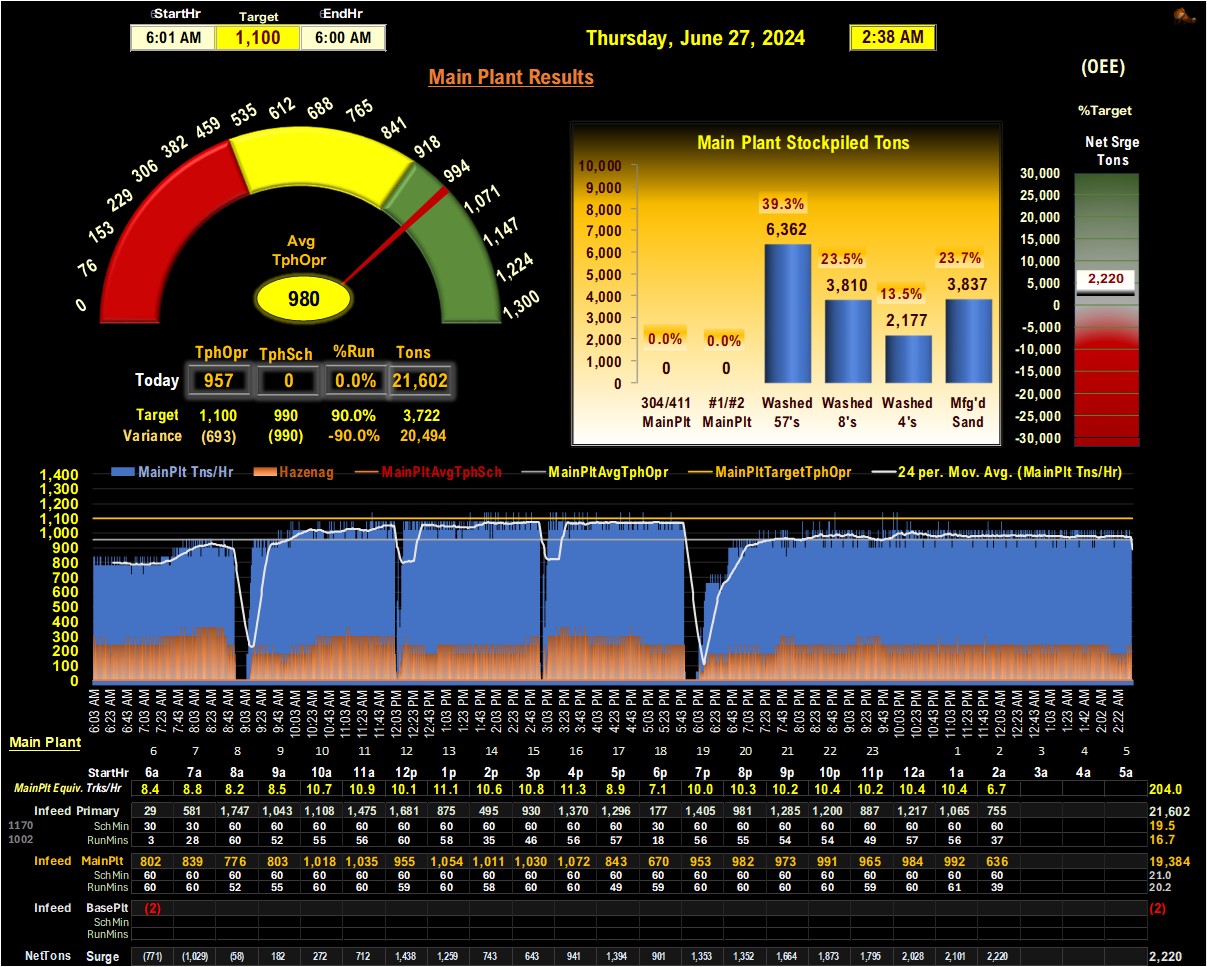 StartHr Target EndHr
6:01 AM 1,100 6:00 AM
Thursday, June 27, 2024 2:38 AM
(OEE)
Main Plant Results
%Target
Net Srge
Tons
0 76 153 229 306 382 459 535 612 688 765 841 918 994 1,071 1,147 1,224 1,300
Avg
TphOpr
980
TphOpr TphSch %Run Tons
Today 957 0 0.0% 21,602
Target 1,100 990 90.0% 3,722
Variance (693) (990) -90.0% 20,494
Main Plant Stockpiled Tons
10,000
9,000
8,000
7,000
6,000
5,000
4,000
3,000
2,000
1,000
0
0.0% 0.0% 39.3% 23.5% 13.5% 23.7%
0 0 6,362 3,810 2,177 3,837
304/411 #1/#2 Washed Washed Washed Mfg'd
MainPlt MainPlt 57's 8's 4's Sand
30,000
25,000
20,000
15,000
10,000
5,000
0
-5,000
-10,000
-15,000
-20,000
-25,000
-30,000
2,220
MainPlt Tns/Hr Hazenag MainPltAvgTphSch MainPltAvgTphOpr MainPltTargetTphOpr 24 per. Mov. Avg. (MainPlt Tns/Hr)
1,400
1,300
1,200
1,100
1,000
900
800
700
600
500
400
300
200
100
0
6:03 AM 6:23 AM 6:43 AM 7:03 AM 7:23 AM 7:43 AM 8:03 AM 8:23 AM 8:43 AM 9:03 AM 9:23 AM 9:43 AM 10:03 AM 10:23 AM 10:43 AM 11:03 AM 11:23 AM 11:43 AM 12:03 PM 12:23 PM 12:43 PM 1:03 PM 1:23 PM 1:43 PM 2:03 PM 2:23 PM 2:43 PM 3:03 PM 3:23 PM 3:43 PM 4:03 PM 4:23 PM 4:43 PM 5:03 PM 5:23 PM 5:43 PM 6:03 PM 6:23 PM 6:43 PM 7:03 PM 7:23 PM 7:43 PM 8:03 PM 8:23 PM 8:43 PM 9:03 PM 9:23 PM 9:43 PM 10:03 PM 10:23 PM 10:43 PM 11:03 PM 11:23 PM 11:43 PM 12:03 AM 12:23 AM 12:43 AM 1:03 AM 1:23 AM 1:42 AM 2:02 AM 2:22 AM
Main Plant
6 7 8 9 10 11 12 13 14 15 16 17 18 19 20 21 22 23 1 2 3 4 5
StartHr 6a 7a 8a 9a 10a 11a 12p 1p 2p 3p 4p 5p 6p 7p 8p 9p 10p 11p 12a 1a 2a 3a 4a 5a
MainPlt Equiv. Trks/Hr 8.4 8.8 8.2 8.5 10.7 10.9 10.1 11.1 10.6 10.8 11.3 8.9 7.1 10.0 10.3 10.2 10.4 10.2 10.4 10.4 6.7 204.0
Infeed Primary 29 581 1,747 1,043 1,108 1,475 1,681 875 495 930 1,370 1,296 177 1,405 981 1,285 1,200 887 1,217 1,065 755 21,602
1170 SchMin 30 30 60 60 60 60 60 60 60 60 60 60 30 60 60 60 60 60 60 60 60 19.5
1002 RunMins 3 28 60 52 55 56 60 58 35 46 56 57 18 56 55 54 54 49 57 56 37 16.7
Infeed MainPlt 802 839 776 803 1,018 1,035 955 1,054 1,011 1,030 1,072 843 670 953 982 973 991 965 984 992 636 19,384
SchMin 60 60 60 60 60 60 60 60 60 60 60 60 60 60 60 60 60 60 60 60 60 21.0
RunMins 60 60 52 55 60 60 59 60 58 60 60 49 59 60 60 60 60 59 60 61 39 20.2
Infeed BasePlt (2) (2)
SchMin
RunMins
NetTons Surge (771) (1,029) (58) 182 272 712 1,438 1,259 743 643 941 1,394 901 1,353 1,352 1,664 1,873 1,795 2,028 2,101 2,220 2,220